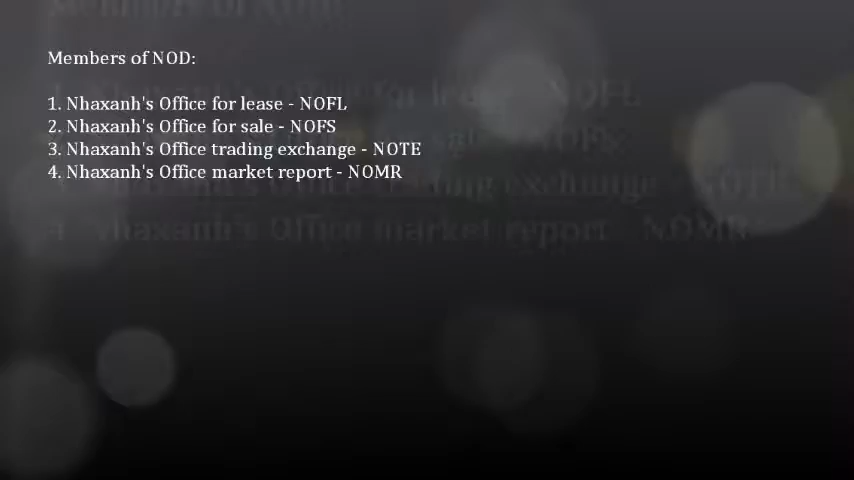 Members of NOD:
1. Nhaxanh's Office for lease - NOFL
2. Nhaxanh's Office for sale - NOFS
3. Nhaxanh's Office trading exchange - NOTE
4. Nhaxanh's Office market report - NOMR